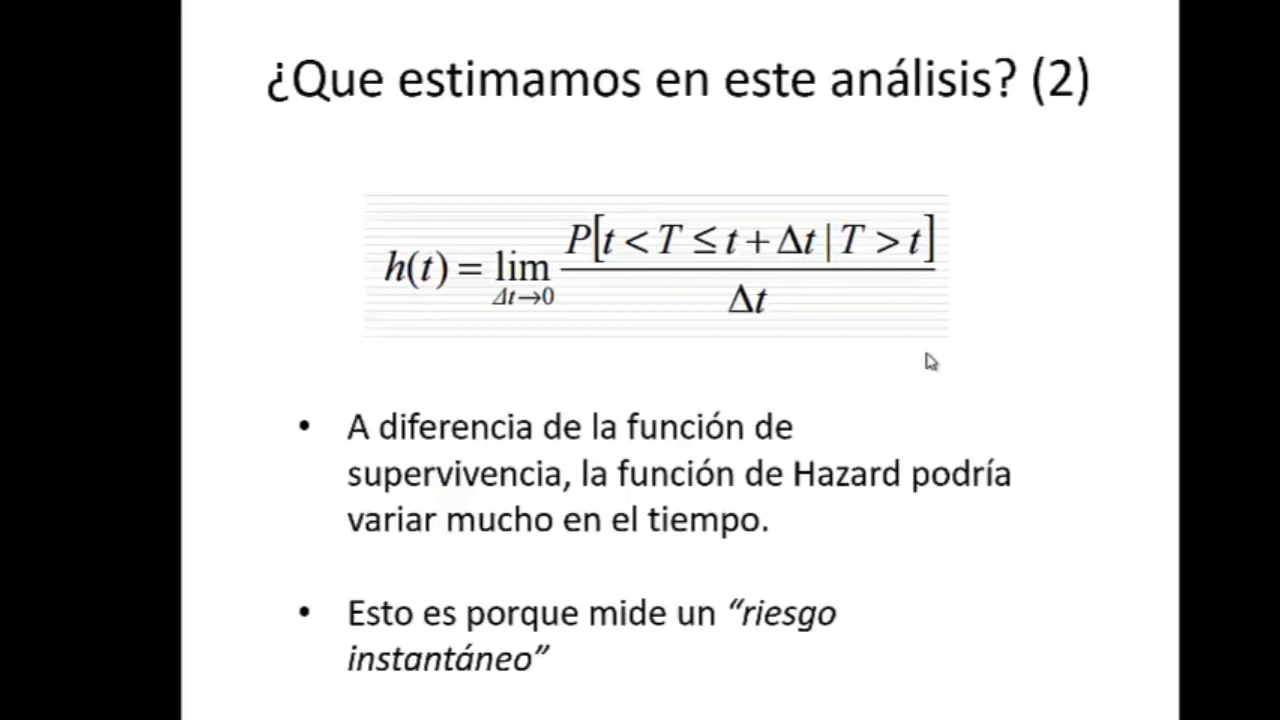 ¿Que estimamos en este análisis? (2)
h(t) = lim Δt→0 P[t < T ≤ t + Δt | T > t] / Δt
• A diferencia de la función de
supervivencia, la función de Hazard podría
variar mucho en el tiempo.
• Esto es porque mide un “riesgo
instantáneo”